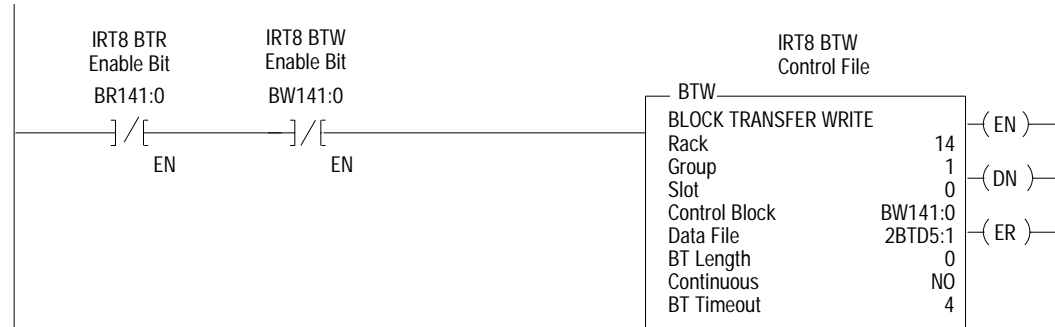 IRT8 BTR
Enable Bit
BR141:0
EN
IRT8 BTW
Enable Bit
BW141:0
EN
IRT8 BTW
Control File
BTW
BLOCK TRANSFER WRITE
Rack 14
Group 1
Slot 0
Control Block BW141:0
Data File 2BTD5:1
BT Length 0
Continuous NO
BT Timeout 4
EN
DN
ER